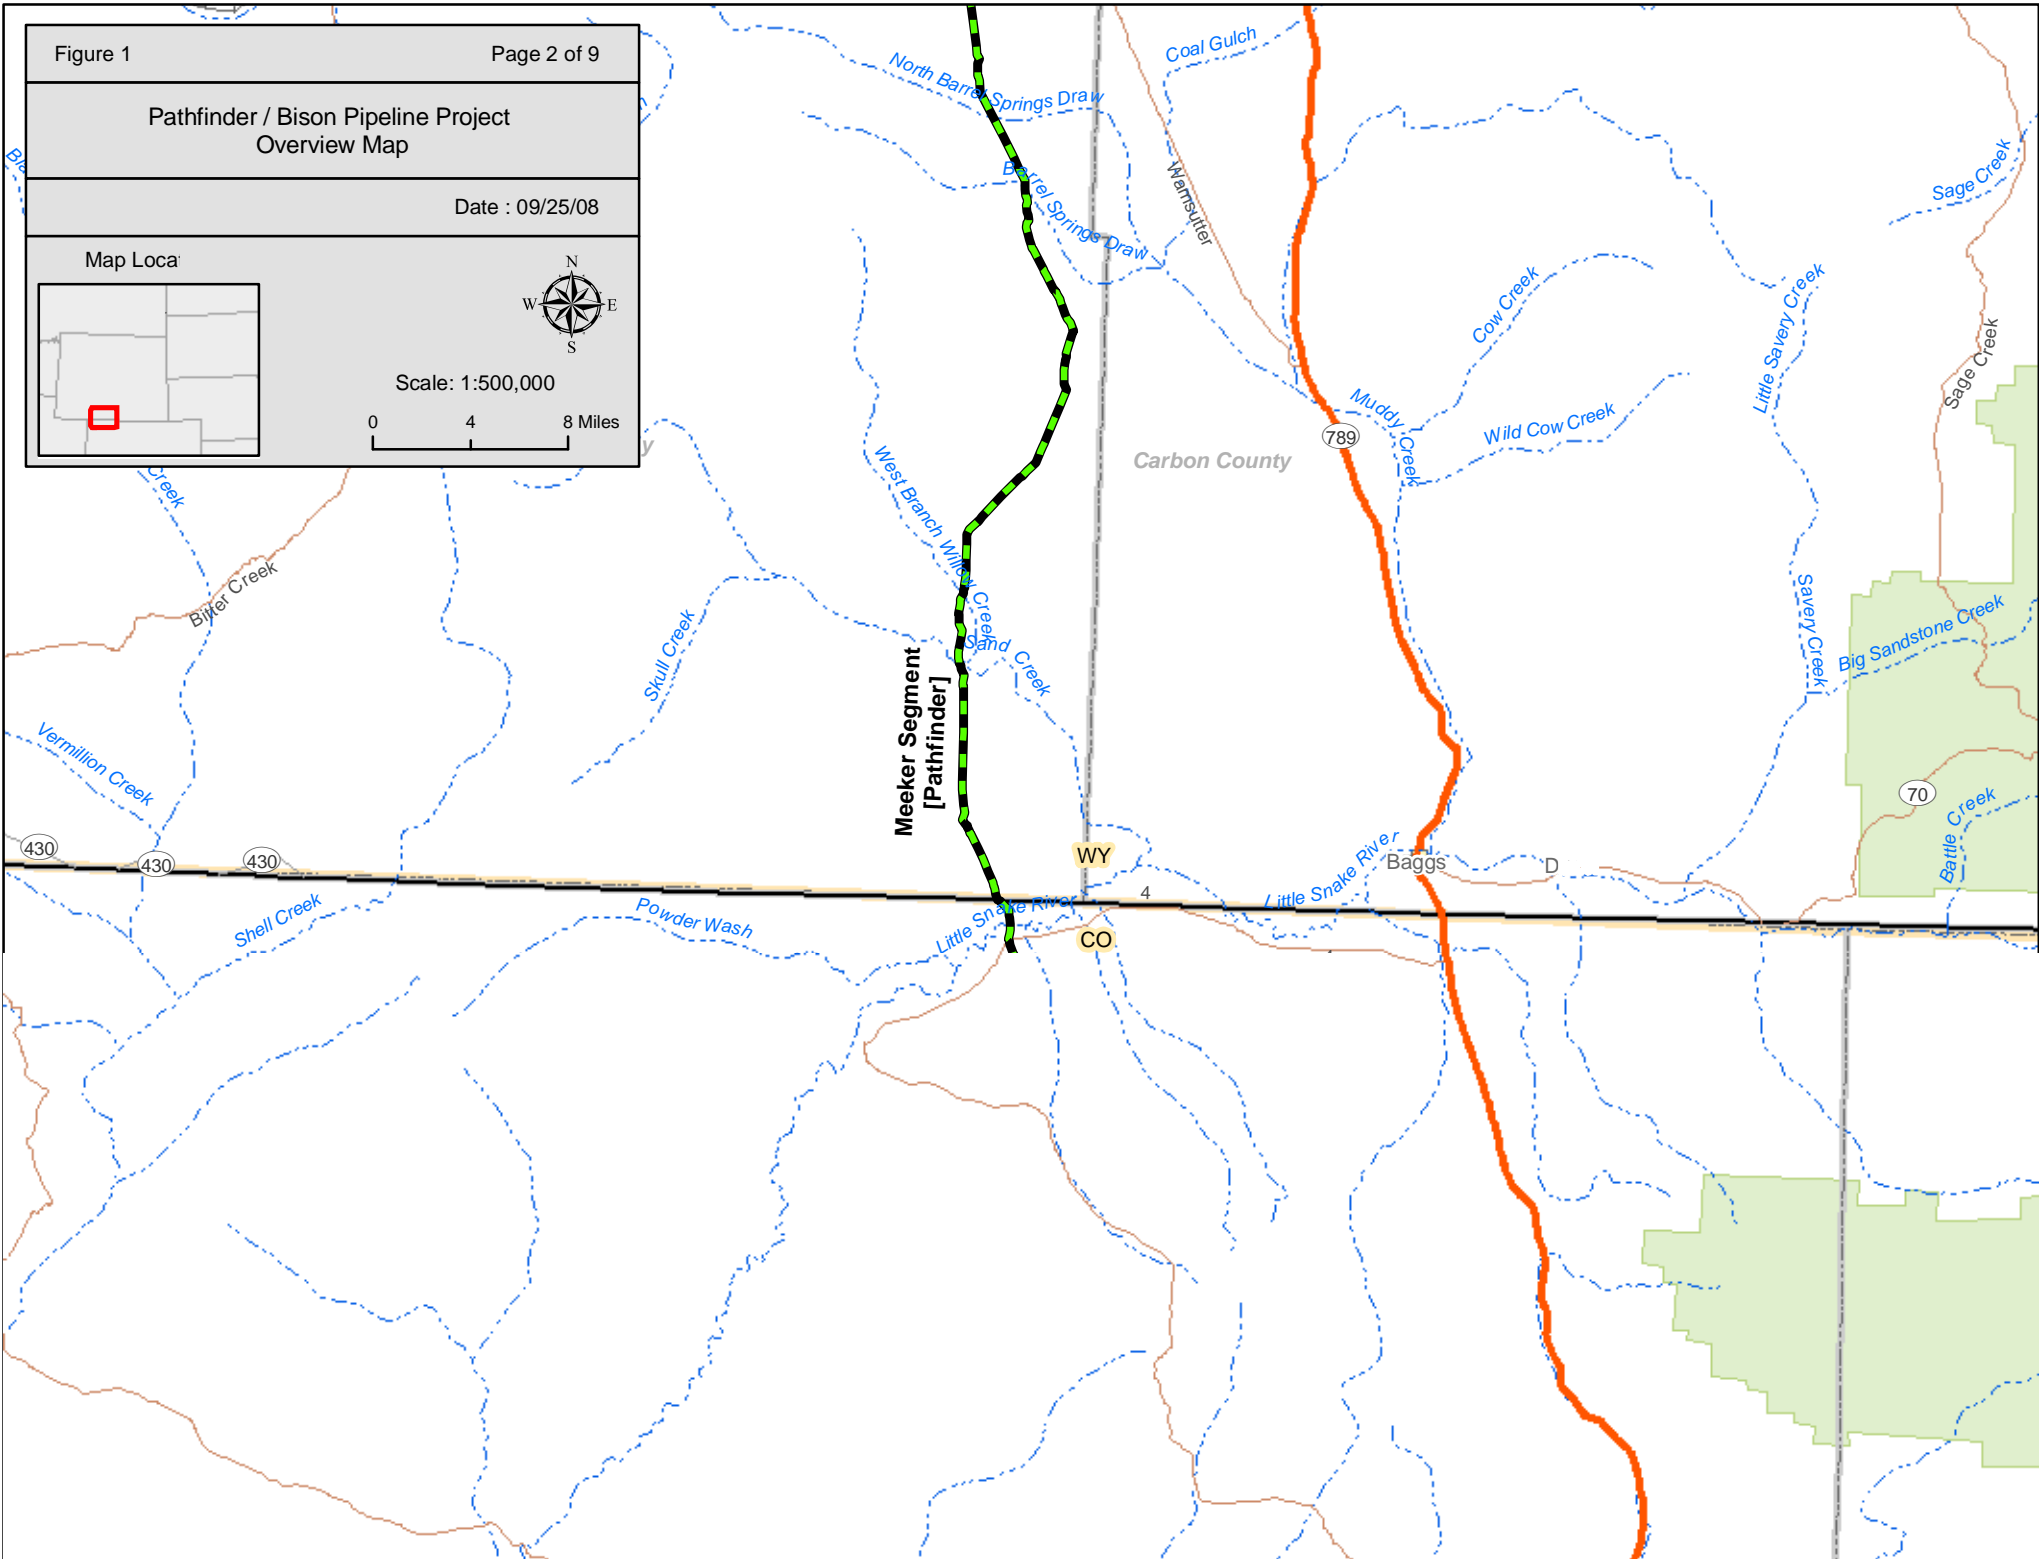 Figure 1 Page 2 of 9
Pathfinder / Bison Pipeline Project
Overview Map
Date : 09/25/08
Map Loca
N
W E
S
Scale: 1:500,000
0 4 8 Miles
Coal Gulch
North Barrel Springs Draw
Barrel Springs Draw
Wamsutter
Sage Creek
Cow Creek
Little Savery Creek
Sage Creek
Muddy Creek
Wild Cow Creek
789
Carbon County
y
Creek
West Branch Willow Creek
Bitter Creek
Skull Creek
Sand Creek
Savery Creek
Big Sandstone Creek
Meeker Segment
[Pathfinder]
Vermillion Creek
70
Battle Creek
430
430
430
WY
Little Snake River
Baggs
D
4
Shell Creek
Powder Wash
Little Snake River
CO